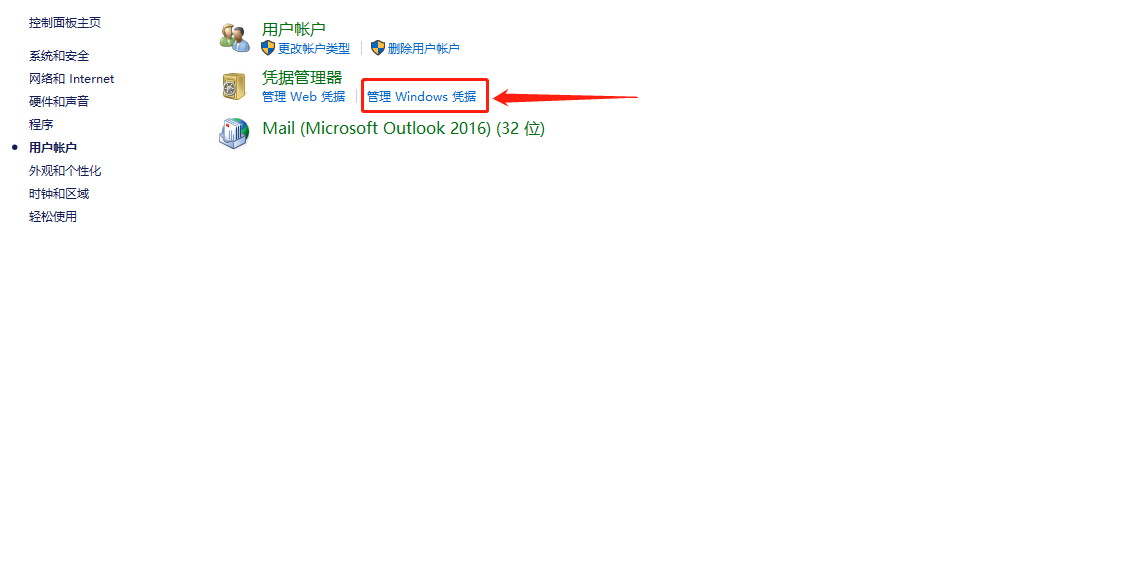 控制面板主页
系统和安全
网络和 Internet
硬件和声音
程序
用户帐户
外观和个性化
时钟和区域
轻松使用
用户帐户
更改帐户类型 删除用户帐户
凭据管理器
管理 Web 凭据 管理 Windows 凭据
Mail (Microsoft Outlook 2016) (32 位)